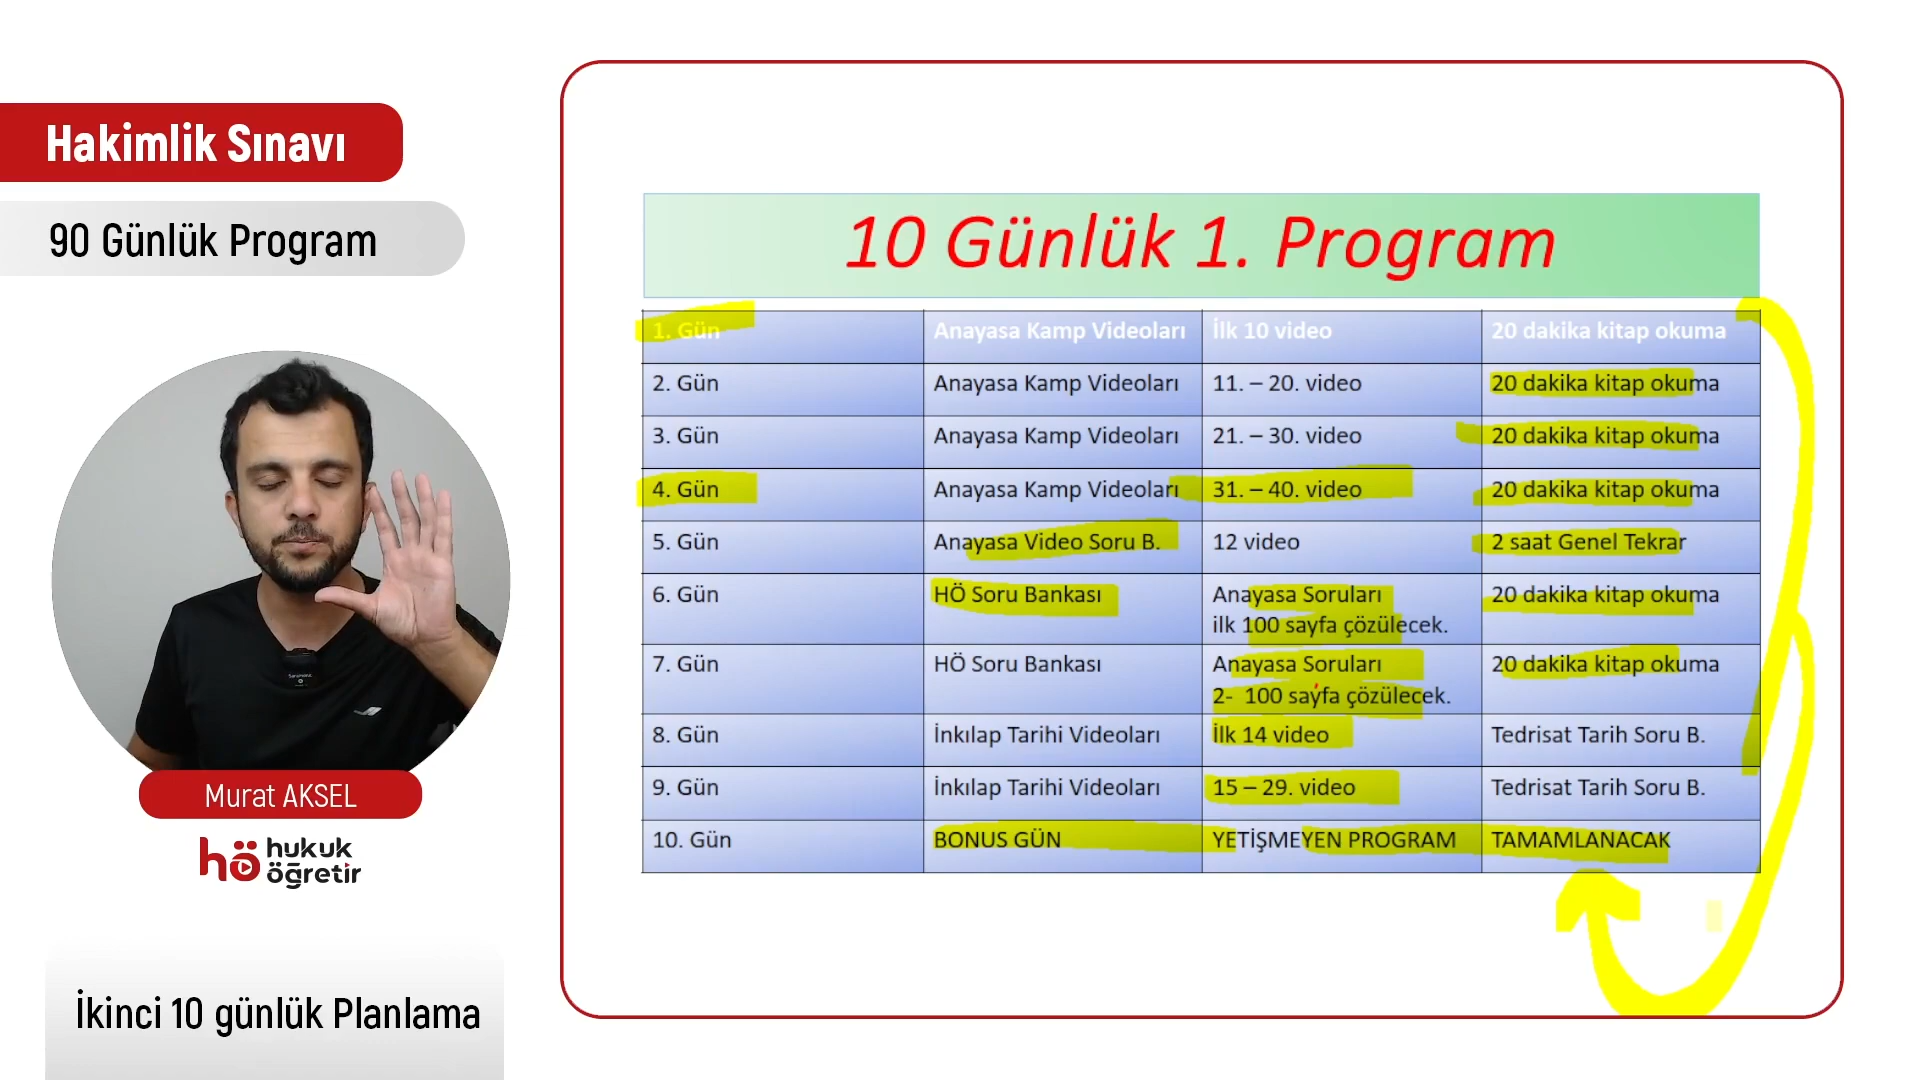 Hakimlik Sınavı
90 Günlük Program
Murat AKSEL
hö hukuk
öğretir
İkinci 10 günlük Planlama
10 Günlük 1. Program
1. Gün Anayasa Kamp Videoları İlk 10 video 20 dakika kitap okuma
2. Gün Anayasa Kamp Videoları 11. – 20. video 20 dakika kitap okuma
3. Gün Anayasa Kamp Videoları 21. – 30. video 20 dakika kitap okuma
4. Gün Anayasa Kamp Videoları 31. – 40. video 20 dakika kitap okuma
5. Gün Anayasa Video Soru B. 12 video 2 saat Genel Tekrar
6. Gün HÖ Soru Bankası Anayasa Soruları 20 dakika kitap okuma
ilk 100 sayfa çözülecek.
7. Gün HÖ Soru Bankası Anayasa Soruları 20 dakika kitap okuma
2- 100 sayfa çözülecek.
8. Gün İnkılap Tarihi Videoları İlk 14 video Tedrisat Tarih Soru B.
9. Gün İnkılap Tarihi Videoları 15 – 29. video Tedrisat Tarih Soru B.
10. Gün BONUS GÜN YETİŞMEYEN PROGRAM TAMAMLANACAK